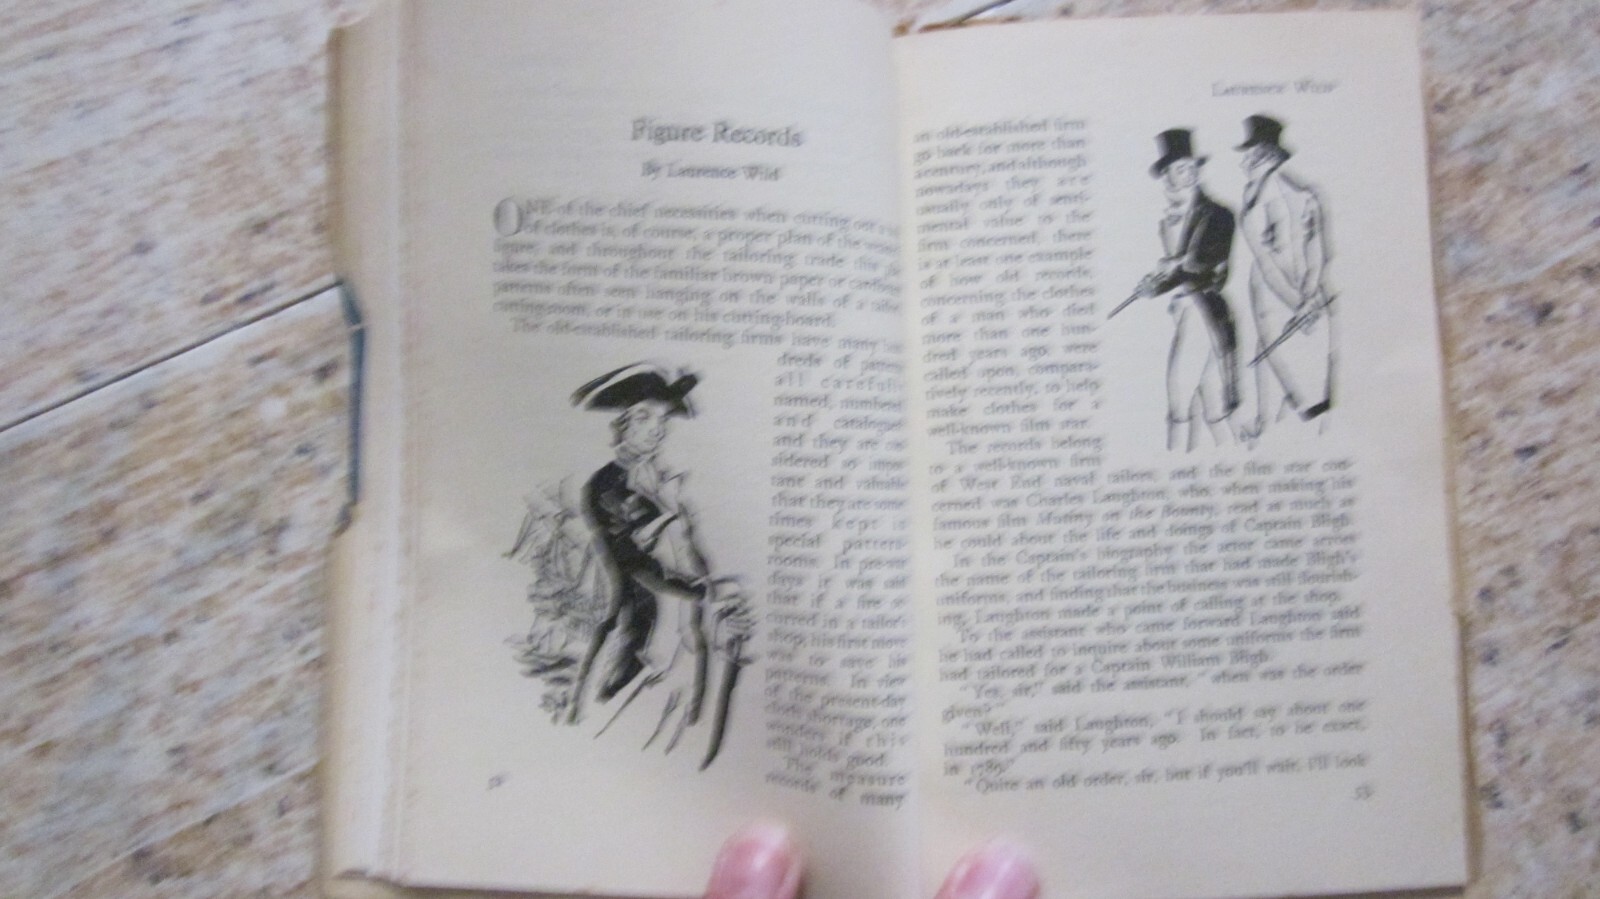 Figure Records
By Laurence Wild
ONE of the chief necessities when cutting out a
of clothes is, of course, a proper plan of the
figure, and throughout the tailoring trade this
takes the form of the familiar brown paper or
patterns often seen hanging on the walls of a
cutting-room, or in use on his cutting-board.
The old-established tailoring firms have many
dreds of
all
named,
and
and they are
sidered so
tant and
that they are some
times kept in
special pattern
rooms. In
days it was said
that if a fire
curred in a tailor's
shop, his first move
was to save his
patterns. In view
of the present-day
cloth shortage, one
wonders if this
still holds good.
The measure
records of many
Laurence Wild
an old-established firm
go back for more than
a century, and although
nowadays they are
usually only of senti-
mental value to the
firm concerned, there
is at least one example
of how old records,
concerning the clothes
of a man who died
more than one hun-
dred years ago, were
called upon, compara-
tively recently, to help
make clothes for a
well-known film star.
The records belong
to a well-known firm
of West End naval tailors, and the film star con-
cerned was Charles Laughton, who, when making his
famous film Mutiny on the Bounty, read as much as
he could about the life and doings of Captain Bligh.
In the Captain's biography the actor came across
the name of the tailoring firm that had made Bligh's
uniforms, and finding that the business was still flourish-
ing, Laughton made a point of calling at the shop.
To the assistant who came forward Laughton said
he had called to inquire about some uniforms the firm
had tailored for a Captain William Bligh.
"Yes, sir," said the assistant, "when was the order
given?"
"Well," said Laughton, "I should say about one
hundred and fifty years ago. In fact, to be exact,
in 1789."
"Quite an old order, sir, but if you'll wait, I'll look
53